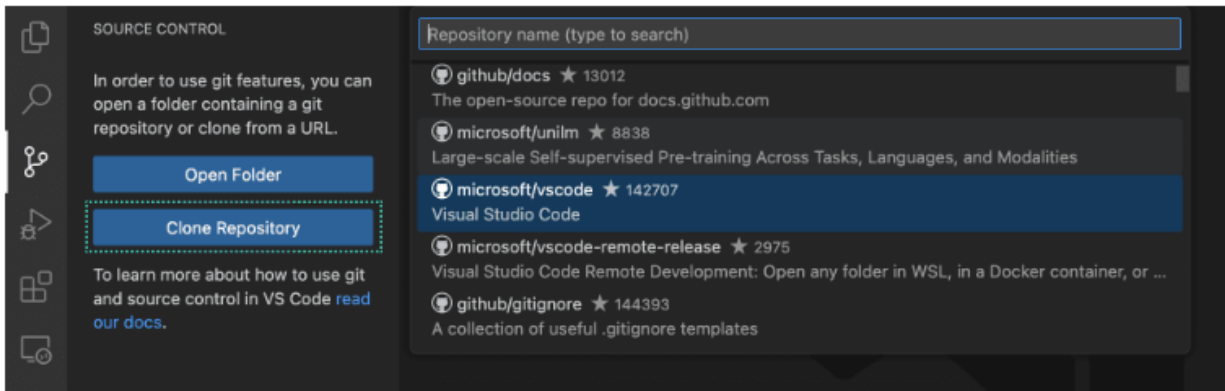 SOURCE CONTROL
In order to use git features, you can
open a folder containing a git
repository or clone from a URL.
Open Folder
Clone Repository
To learn more about how to use git
and source control in VS Code read
our docs.
Repository name (type to search)
github/docs ★ 13012
The open-source repo for docs.github.com
microsoft/unilm ★ 8838
Large-scale Self-supervised Pre-training Across Tasks, Languages, and Modalities
microsoft/vscode ★ 142707
Visual Studio Code
microsoft/vscode-remote-release ★ 2975
Visual Studio Code Remote Development: Open any folder in WSL, in a Docker container, or ...
github/gitignore ★ 144393
A collection of useful .gitignore templates